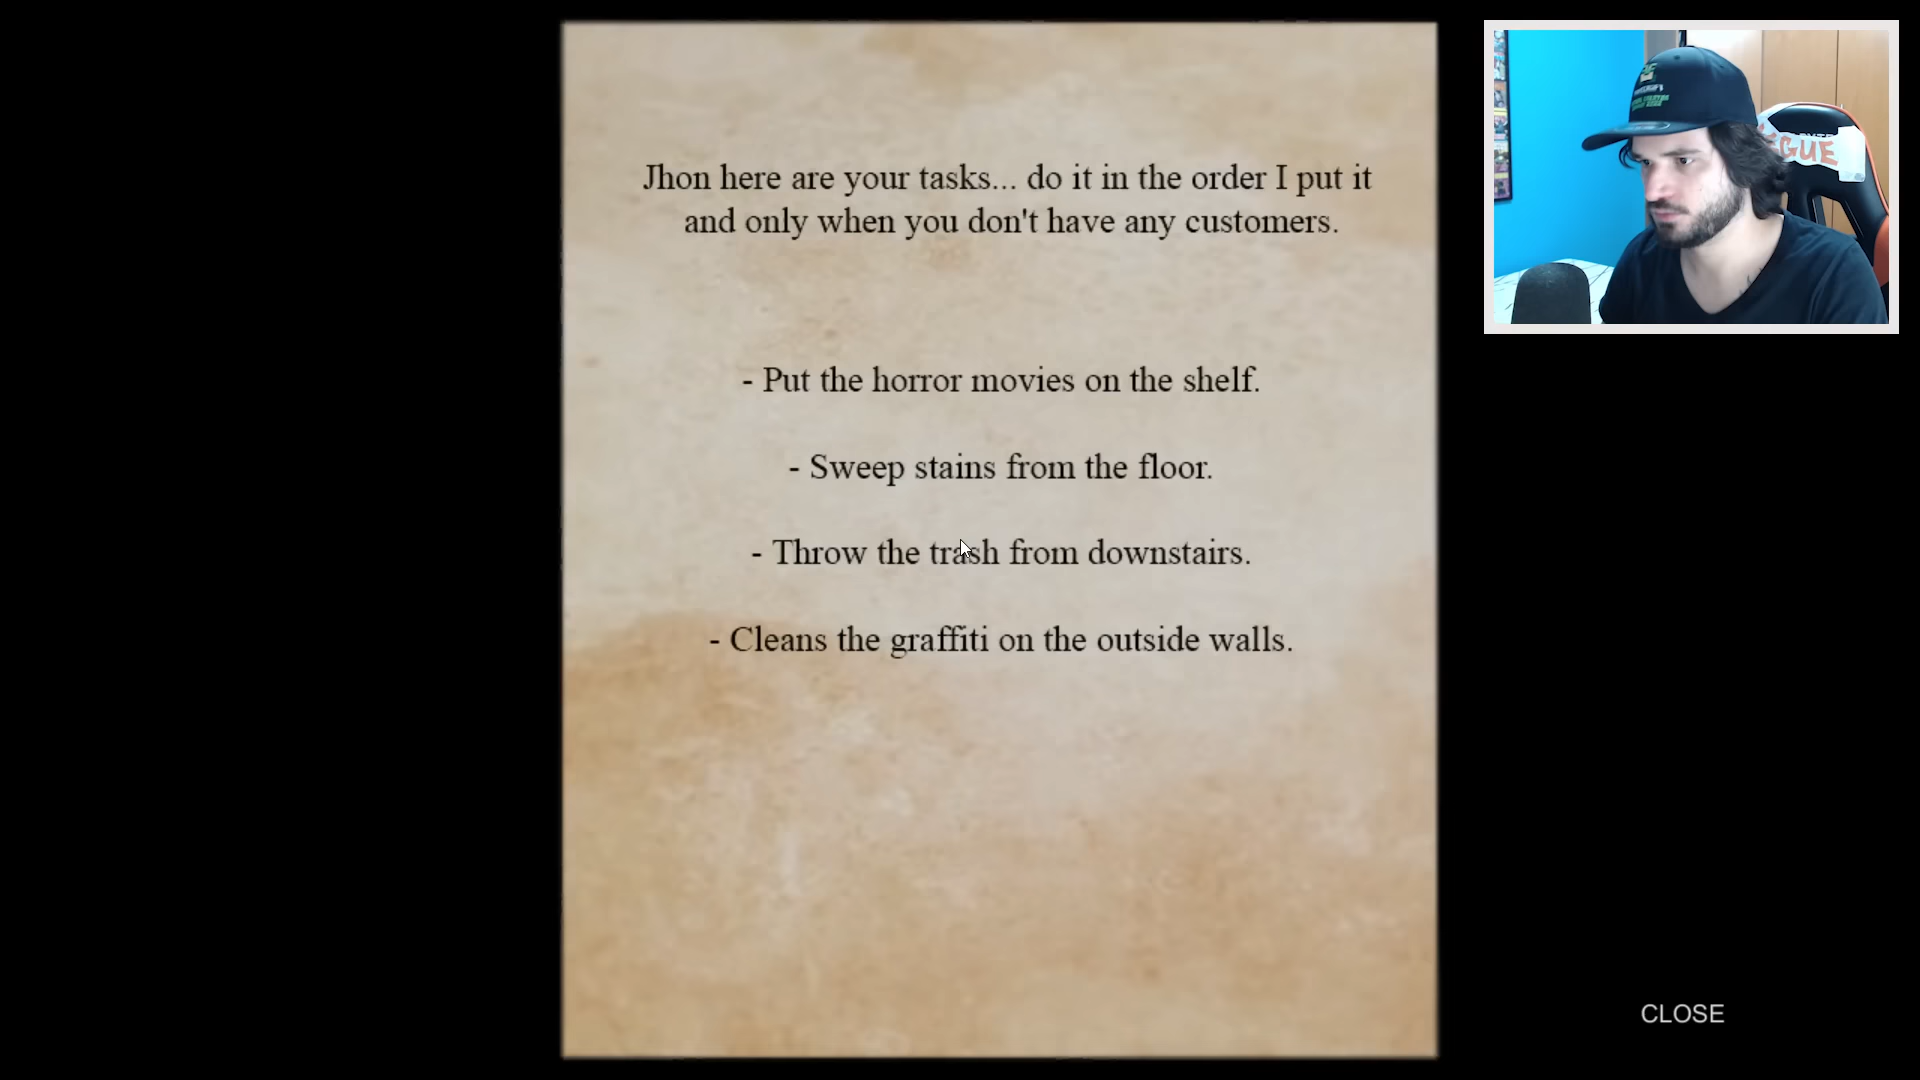 Jhon here are your tasks... do it in the order I put it
and only when you don't have any customers.
- Put the horror movies on the shelf.
- Sweep stains from the floor.
- Throw the trash from downstairs.
- Cleans the graffiti on the outside walls.
GUE
CLOSE